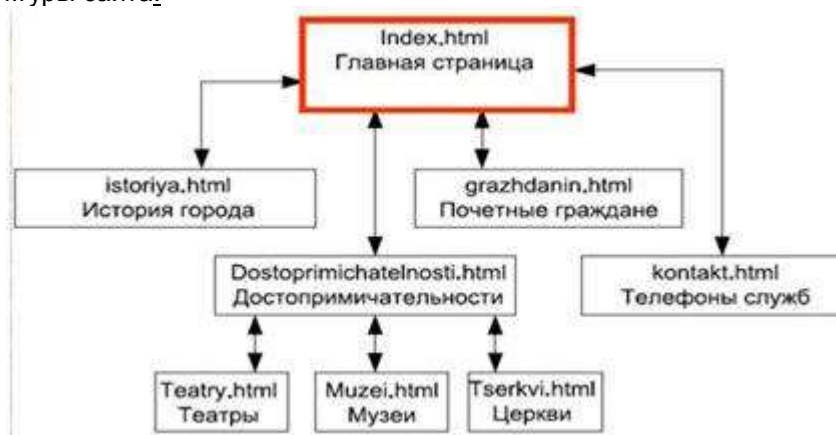 Index.html
Главная страница
istoriya.html
История города
grazhdanin.html
Почетные граждане
Dostoprimichatelnosti.html
Достопримичательности
kontakt.html
Телефоны служб
Teatry.html
Театры
Muzei.html
Музеи
Tserkvi.html
Церкви